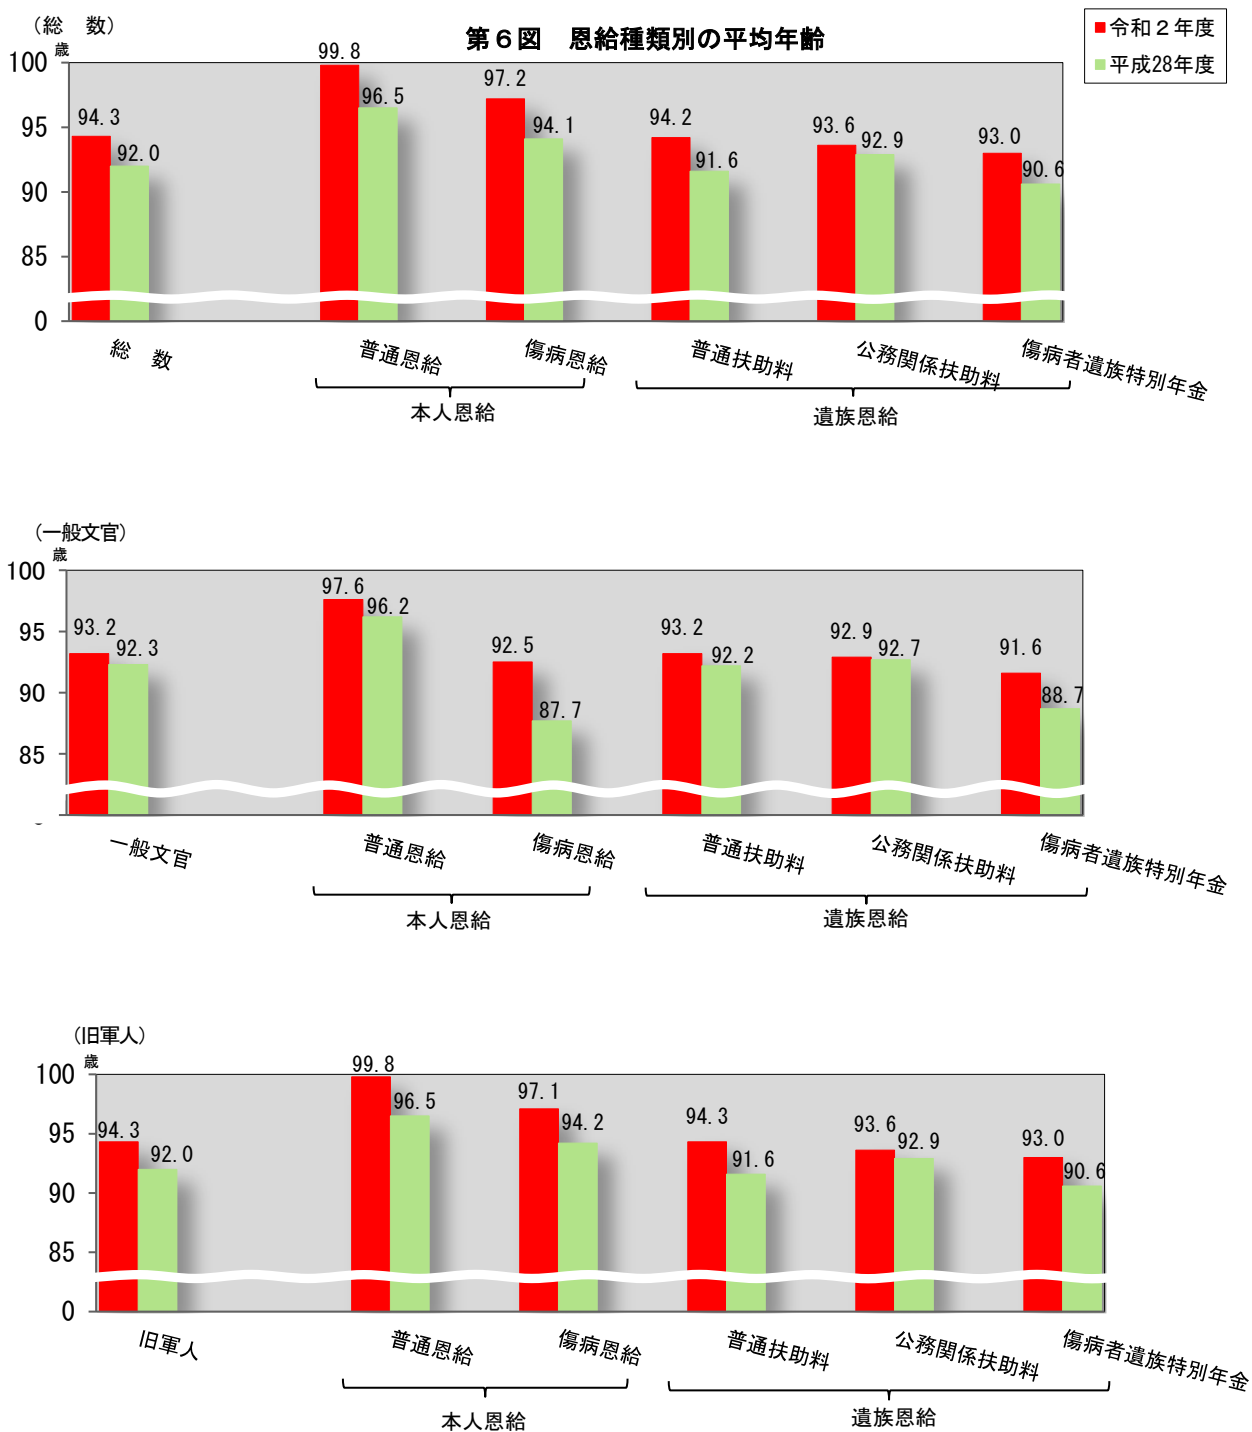 （総　数）
第６図　恩給種類別の平均年齢
令和２年度
平成28年度
歳
100
95
90
85
0
94.3
92.0
99.8
96.5
97.2
94.1
94.2
91.6
93.6
92.9
93.0
90.6
総　数
普通恩給
傷病恩給
普通扶助料
公務関係扶助料
傷病者遺族特別年金
本人恩給
遺族恩給
（一般文官）
歳
100
95
90
85
93.2
92.3
97.6
96.2
92.5
87.7
93.2
92.2
92.9
92.7
91.6
88.7
一般文官
普通恩給
傷病恩給
普通扶助料
公務関係扶助料
傷病者遺族特別年金
本人恩給
遺族恩給
（旧軍人）
歳
100
95
90
85
0
94.3
92.0
99.8
96.5
97.1
94.2
94.3
91.6
93.6
92.9
93.0
90.6
旧軍人
普通恩給
傷病恩給
普通扶助料
公務関係扶助料
傷病者遺族特別年金
本人恩給
遺族恩給